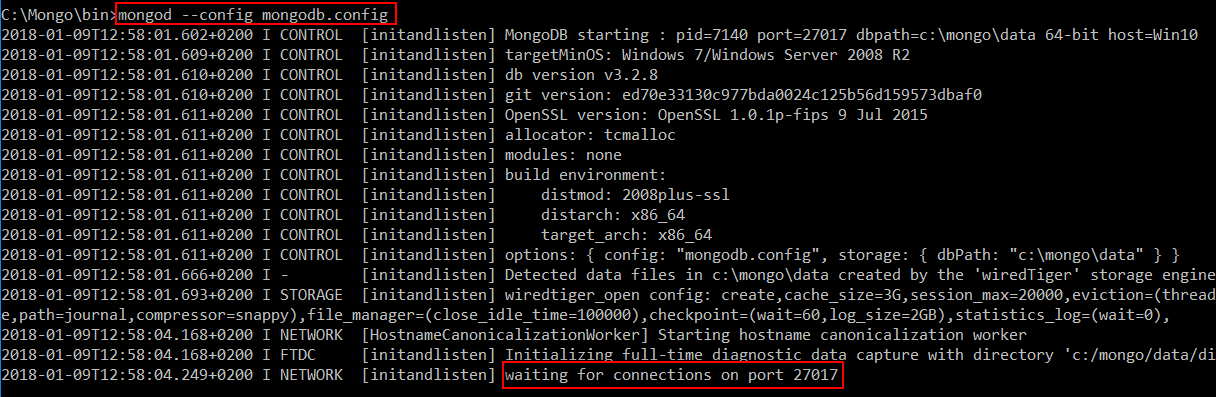 C:\Mongo\bin>mongod --config mongodb.config
2018-01-09T12:58:01.602+0200 I CONTROL  [initandlisten] MongoDB starting : pid=7140 port=27017 dbpath=c:\mongo\data 64-bit host=Win10
2018-01-09T12:58:01.609+0200 I CONTROL  [initandlisten] targetMinOS: Windows 7/Windows Server 2008 R2
2018-01-09T12:58:01.610+0200 I CONTROL  [initandlisten] db version v3.2.8
2018-01-09T12:58:01.610+0200 I CONTROL  [initandlisten] git version: ed70e33130c977bda0024c125b56d159573dbaf0
2018-01-09T12:58:01.611+0200 I CONTROL  [initandlisten] OpenSSL version: OpenSSL 1.0.1p-fips 9 Jul 2015
2018-01-09T12:58:01.611+0200 I CONTROL  [initandlisten] allocator: tcmalloc
2018-01-09T12:58:01.611+0200 I CONTROL  [initandlisten] modules: none
2018-01-09T12:58:01.611+0200 I CONTROL  [initandlisten] build environment:
2018-01-09T12:58:01.611+0200 I CONTROL  [initandlisten]     distmod: 2008plus-ssl
2018-01-09T12:58:01.611+0200 I CONTROL  [initandlisten]     distarch: x86_64
2018-01-09T12:58:01.611+0200 I CONTROL  [initandlisten]     target_arch: x86_64
2018-01-09T12:58:01.611+0200 I CONTROL  [initandlisten] options: { config: "mongodb.config", storage: { dbPath: "c:\mongo\data" } }
2018-01-09T12:58:01.666+0200 I -        [initandlisten] Detected data files in c:\mongo\data created by the 'wiredTiger' storage engine
2018-01-09T12:58:01.693+0200 I STORAGE  [initandlisten] wiredtiger_open config: create,cache_size=3G,session_max=20000,eviction=(thread
e,path=journal,compressor=snappy),file_manager=(close_idle_time=100000),checkpoint=(wait=60,log_size=2GB),statistics_log=(wait=0),
2018-01-09T12:58:04.168+0200 I NETWORK  [HostnameCanonicalizationWorker] Starting hostname canonicalization worker
2018-01-09T12:58:04.168+0200 I FTDC     [initandlisten] Initializing full-time diagnostic data capture with directory 'c:/mongo/data/di
2018-01-09T12:58:04.249+0200 I NETWORK  [initandlisten] waiting for connections on port 27017